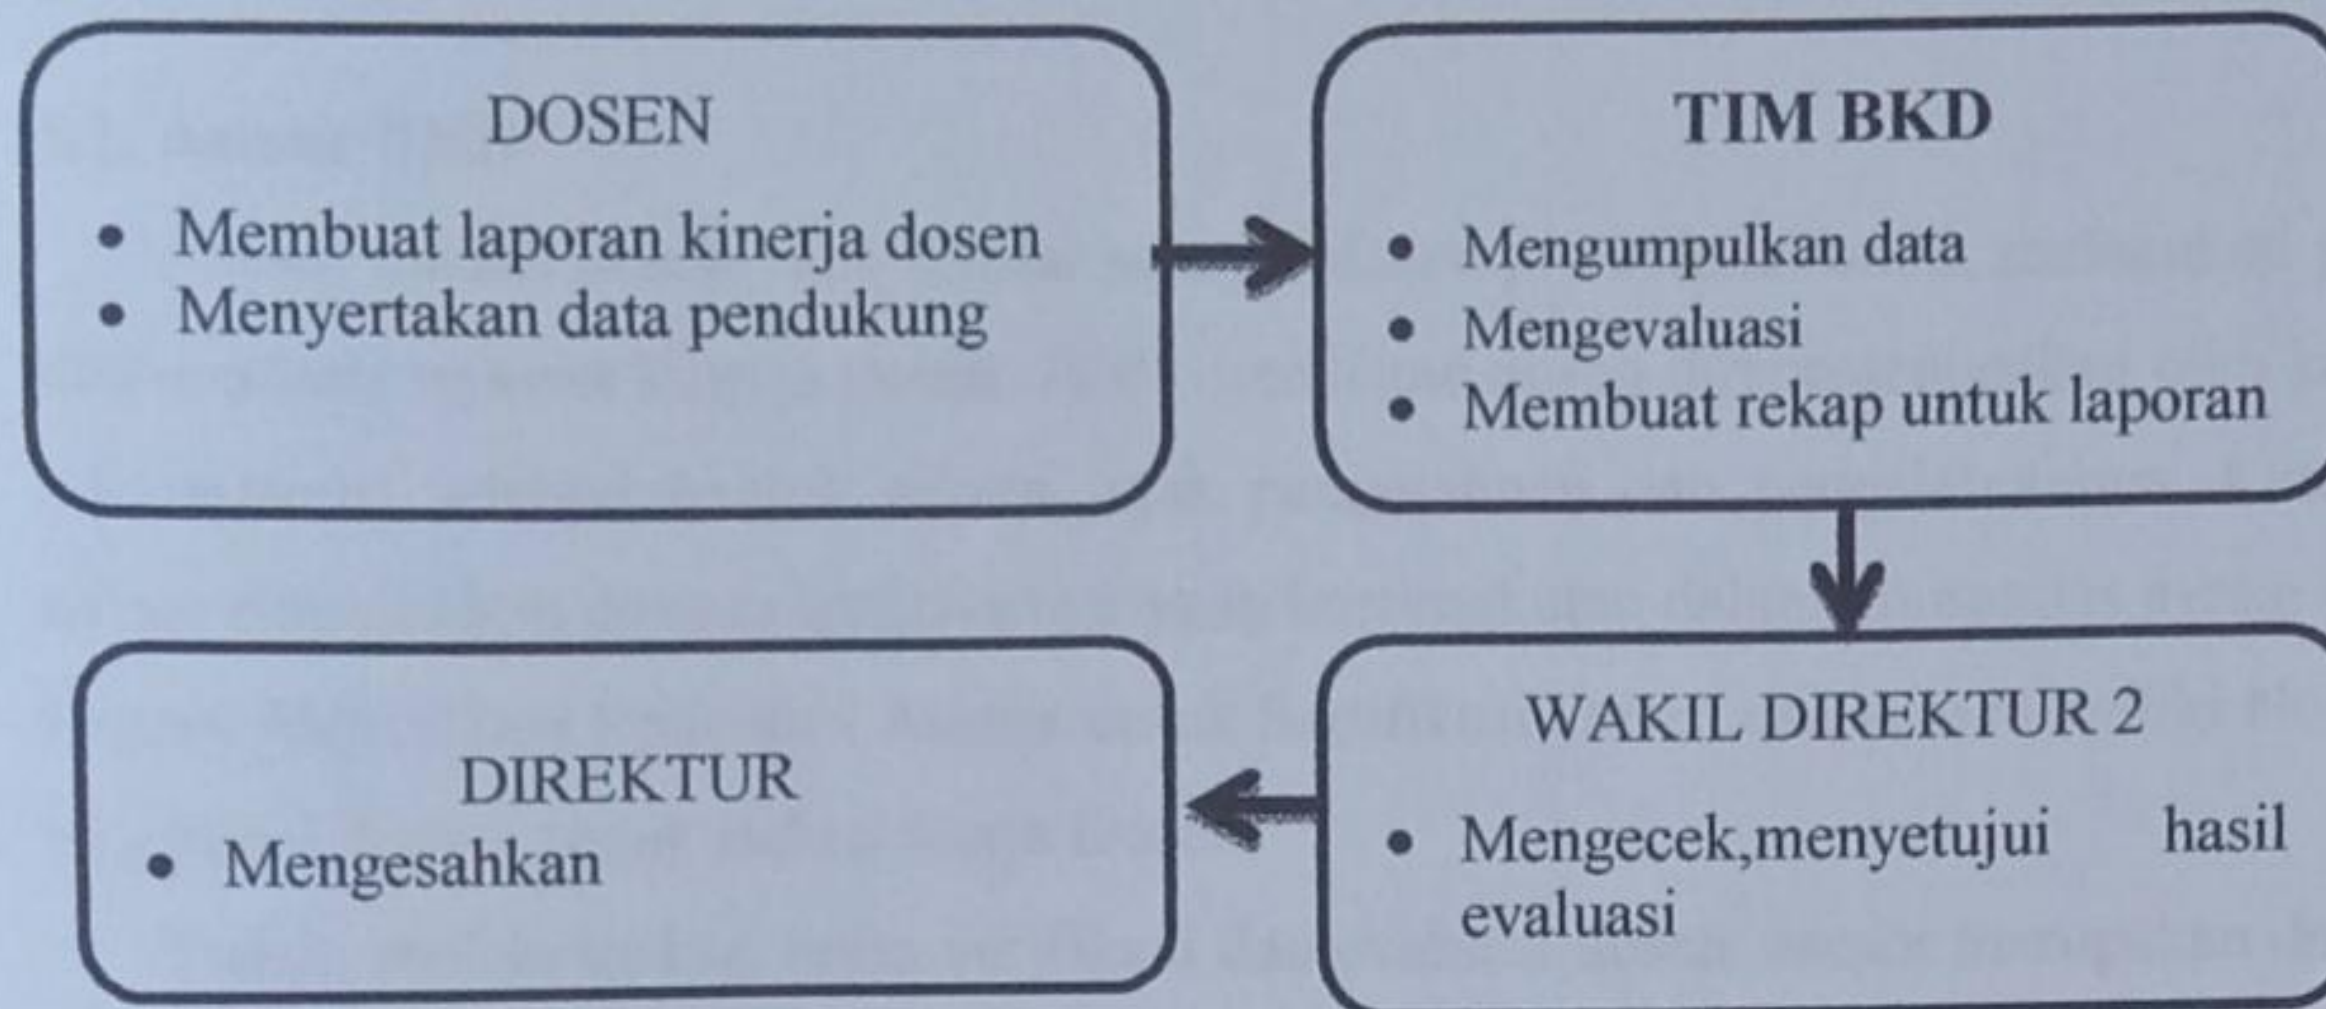 DOSEN
• Membuat laporan kinerja dosen
• Menyertakan data pendukung
TIM BKD
• Mengumpulkan data
• Mengevaluasi
• Membuat rekap untuk laporan
WAKIL DIREKTUR 2
• Mengecek,menyetujui hasil
evaluasi
DIREKTUR
• Mengesahkan